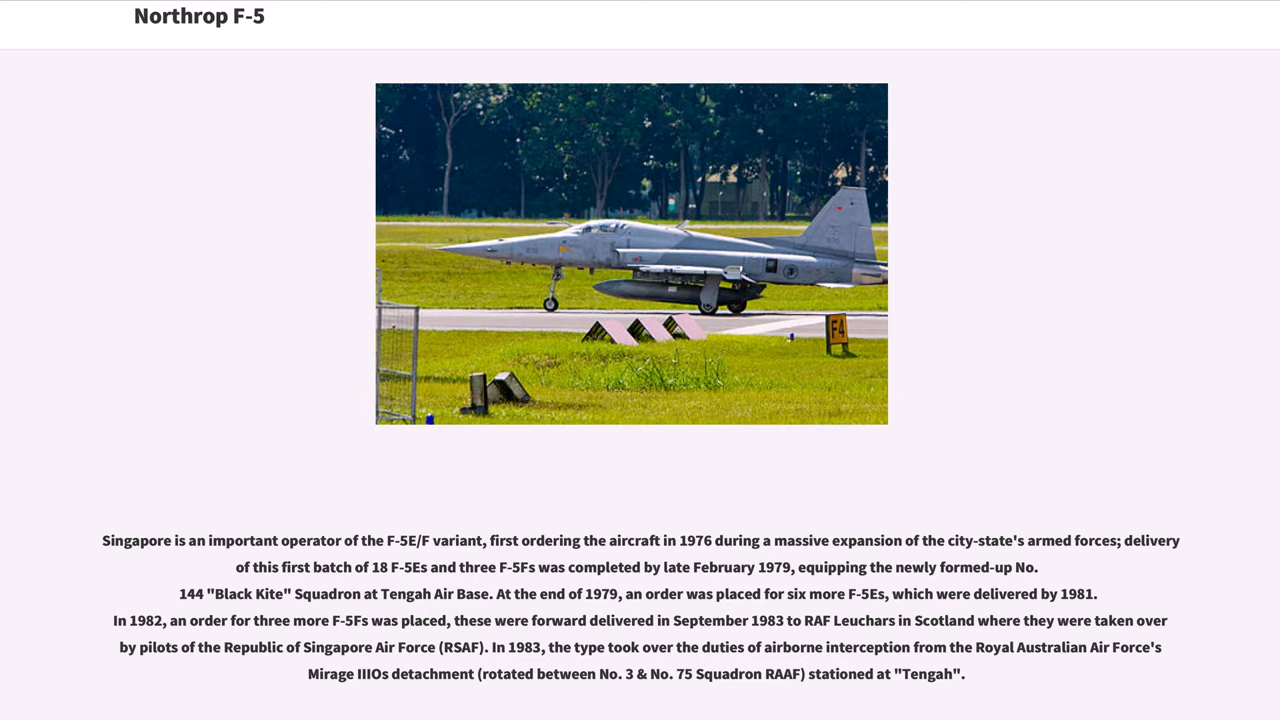 Northrop F-5
F4
Singapore is an important operator of the F-5E/F variant, first ordering the aircraft in 1976 during a massive expansion of the city-state's armed forces; delivery
of this first batch of 18 F-5Es and three F-5Fs was completed by late February 1979, equipping the newly formed-up No.
144 "Black Kite" Squadron at Tengah Air Base. At the end of 1979, an order was placed for six more F-5Es, which were delivered by 1981.
In 1982, an order for three more F-5Fs was placed, these were forward delivered in September 1983 to RAF Leuchars in Scotland where they were taken over
by pilots of the Republic of Singapore Air Force (RSAF). In 1983, the type took over the duties of airborne interception from the Royal Australian Air Force's
Mirage IIIOs detachment (rotated between No. 3 & No. 75 Squadron RAAF) stationed at "Tengah".